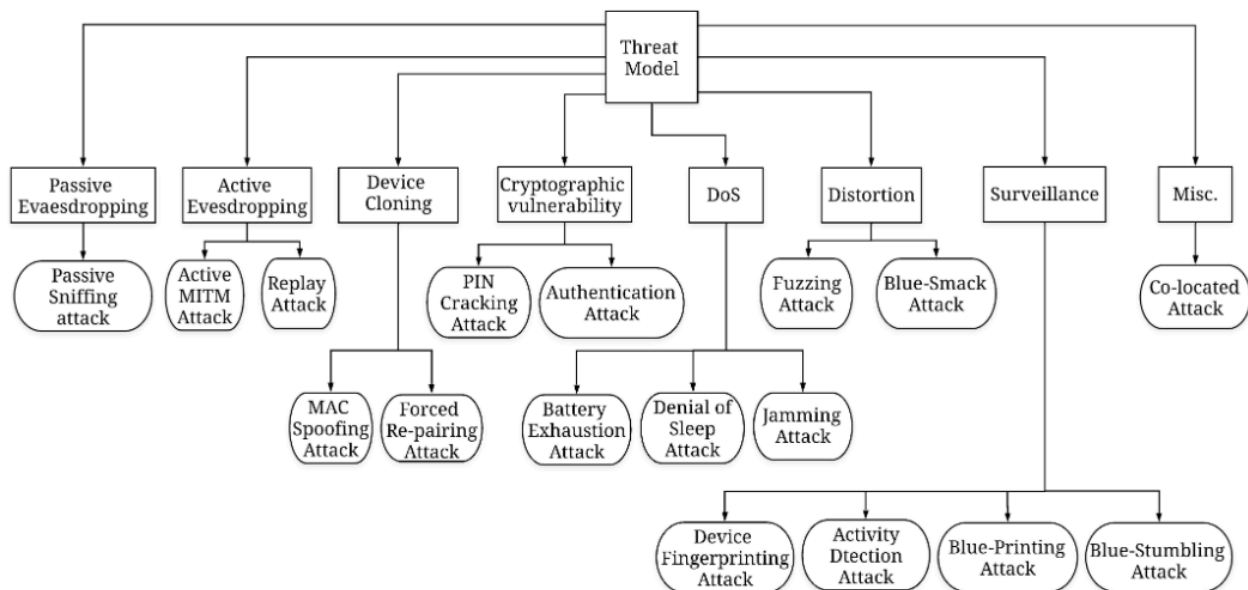 Threat
Model
Passive
Evaesdropping
Active
Evesdropping
Device
Cloning
Cryptographic
vulnerability
DoS
Distortion
Surveillance
Misc.
Passive
Sniffing
attack
Active
MITM
Attack
Replay
Attack
PIN
Cracking
Attack
Authentication
Attack
Fuzzing
Attack
Blue-Smack
Attack
Co-located
Attack
MAC
Spoofing
Attack
Forced
Re-pairing
Attack
Battery
Exhaustion
Attack
Denial of
Sleep
Attack
Jamming
Attack
Device
Fingerprinting
Attack
Activity
Dtection
Attack
Blue-Printing
Attack
Blue-Stumbling
Attack